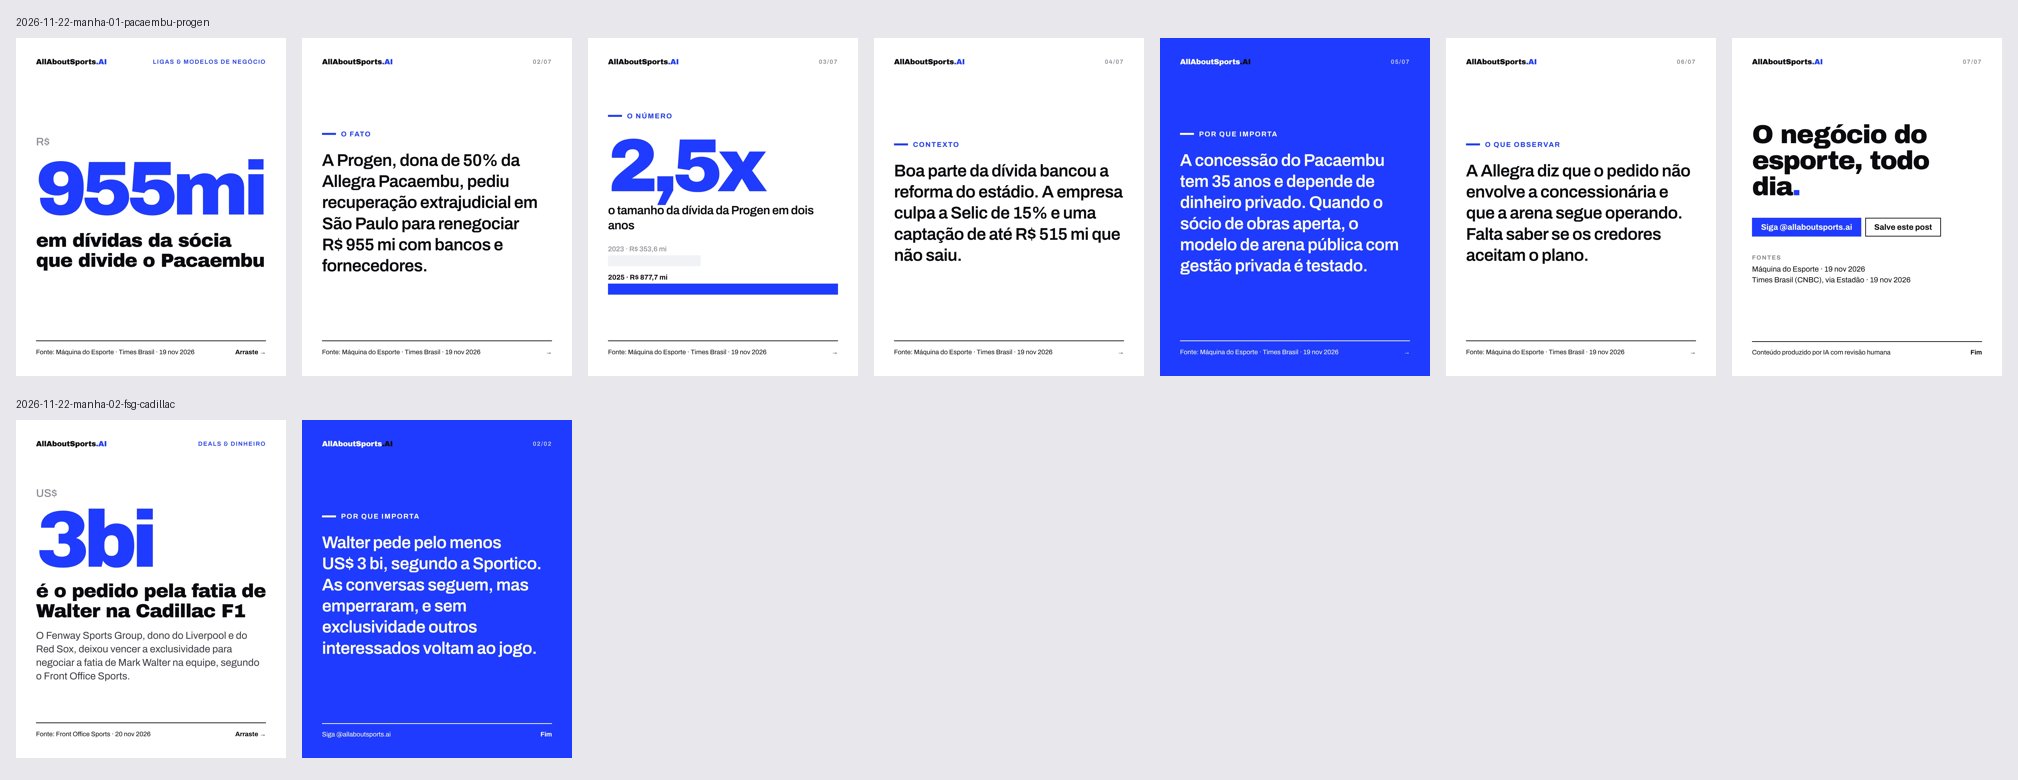 2026-11-22-manha-01-pacaembu-progen
AllAboutSports.AI
LIGAS & MODELOS DE NEGÓCIO
R$
955mi
em dívidas da sócia
que divide o Pacaembu
Fonte: Máquina do Esporte · Times Brasil · 19 nov 2026
Arraste →
AllAboutSports.AI
02/07
O FATO
A Progen, dona de 50% da
Allegra Pacaembu, pediu
recuperação extrajudicial em
São Paulo para renegociar
R$ 955 mi com bancos e
fornecedores.
Fonte: Máquina do Esporte · Times Brasil · 19 nov 2026
→
AllAboutSports.AI
03/07
O NÚMERO
2,5x
o tamanho da dívida da Progen em dois
anos
2023 · R$ 353,6 mi
2025 · R$ 877,7 mi
Fonte: Máquina do Esporte · Times Brasil · 19 nov 2026
→
AllAboutSports.AI
04/07
CONTEXTO
Boa parte da dívida bancou a
reforma do estádio. A empresa
culpa a Selic de 15% e uma
captação de até R$ 515 mi que
não saiu.
Fonte: Máquina do Esporte · Times Brasil · 19 nov 2026
→
AllAboutSports.AI
05/07
POR QUE IMPORTA
A concessão do Pacaembu
tem 35 anos e depende de
dinheiro privado. Quando o
sócio de obras aperta, o
modelo de arena pública com
gestão privada é testado.
Fonte: Máquina do Esporte · Times Brasil · 19 nov 2026
→
AllAboutSports.AI
06/07
O QUE OBSERVAR
A Allegra diz que o pedido não
envolve a concessionária e
que a arena segue operando.
Falta saber se os credores
aceitam o plano.
Fonte: Máquina do Esporte · Times Brasil · 19 nov 2026
→
AllAboutSports.AI
07/07
O negócio do
esporte, todo
dia.
Siga @allaboutsports.ai
Salve este post
FONTES
Máquina do Esporte · 19 nov 2026
Times Brasil (CNBC), via Estadão · 19 nov 2026
Conteúdo produzido por IA com revisão humana
Fim
2026-11-22-manha-02-fsg-cadillac
AllAboutSports.AI
DEALS & DINHEIRO
US$
3bi
é o pedido pela fatia de
Walter na Cadillac F1
O Fenway Sports Group, dono do Liverpool e do
Red Sox, deixou vencer a exclusividade para
negociar a fatia de Mark Walter na equipe, segundo
o Front Office Sports.
Fonte: Front Office Sports · 20 nov 2026
Arraste →
AllAboutSports.AI
02/02
POR QUE IMPORTA
Walter pede pelo menos
US$ 3 bi, segundo a Sportico.
As conversas seguem, mas
emperraram, e sem
exclusividade outros
interessados voltam ao jogo.
Siga @allaboutsports.ai
Fim